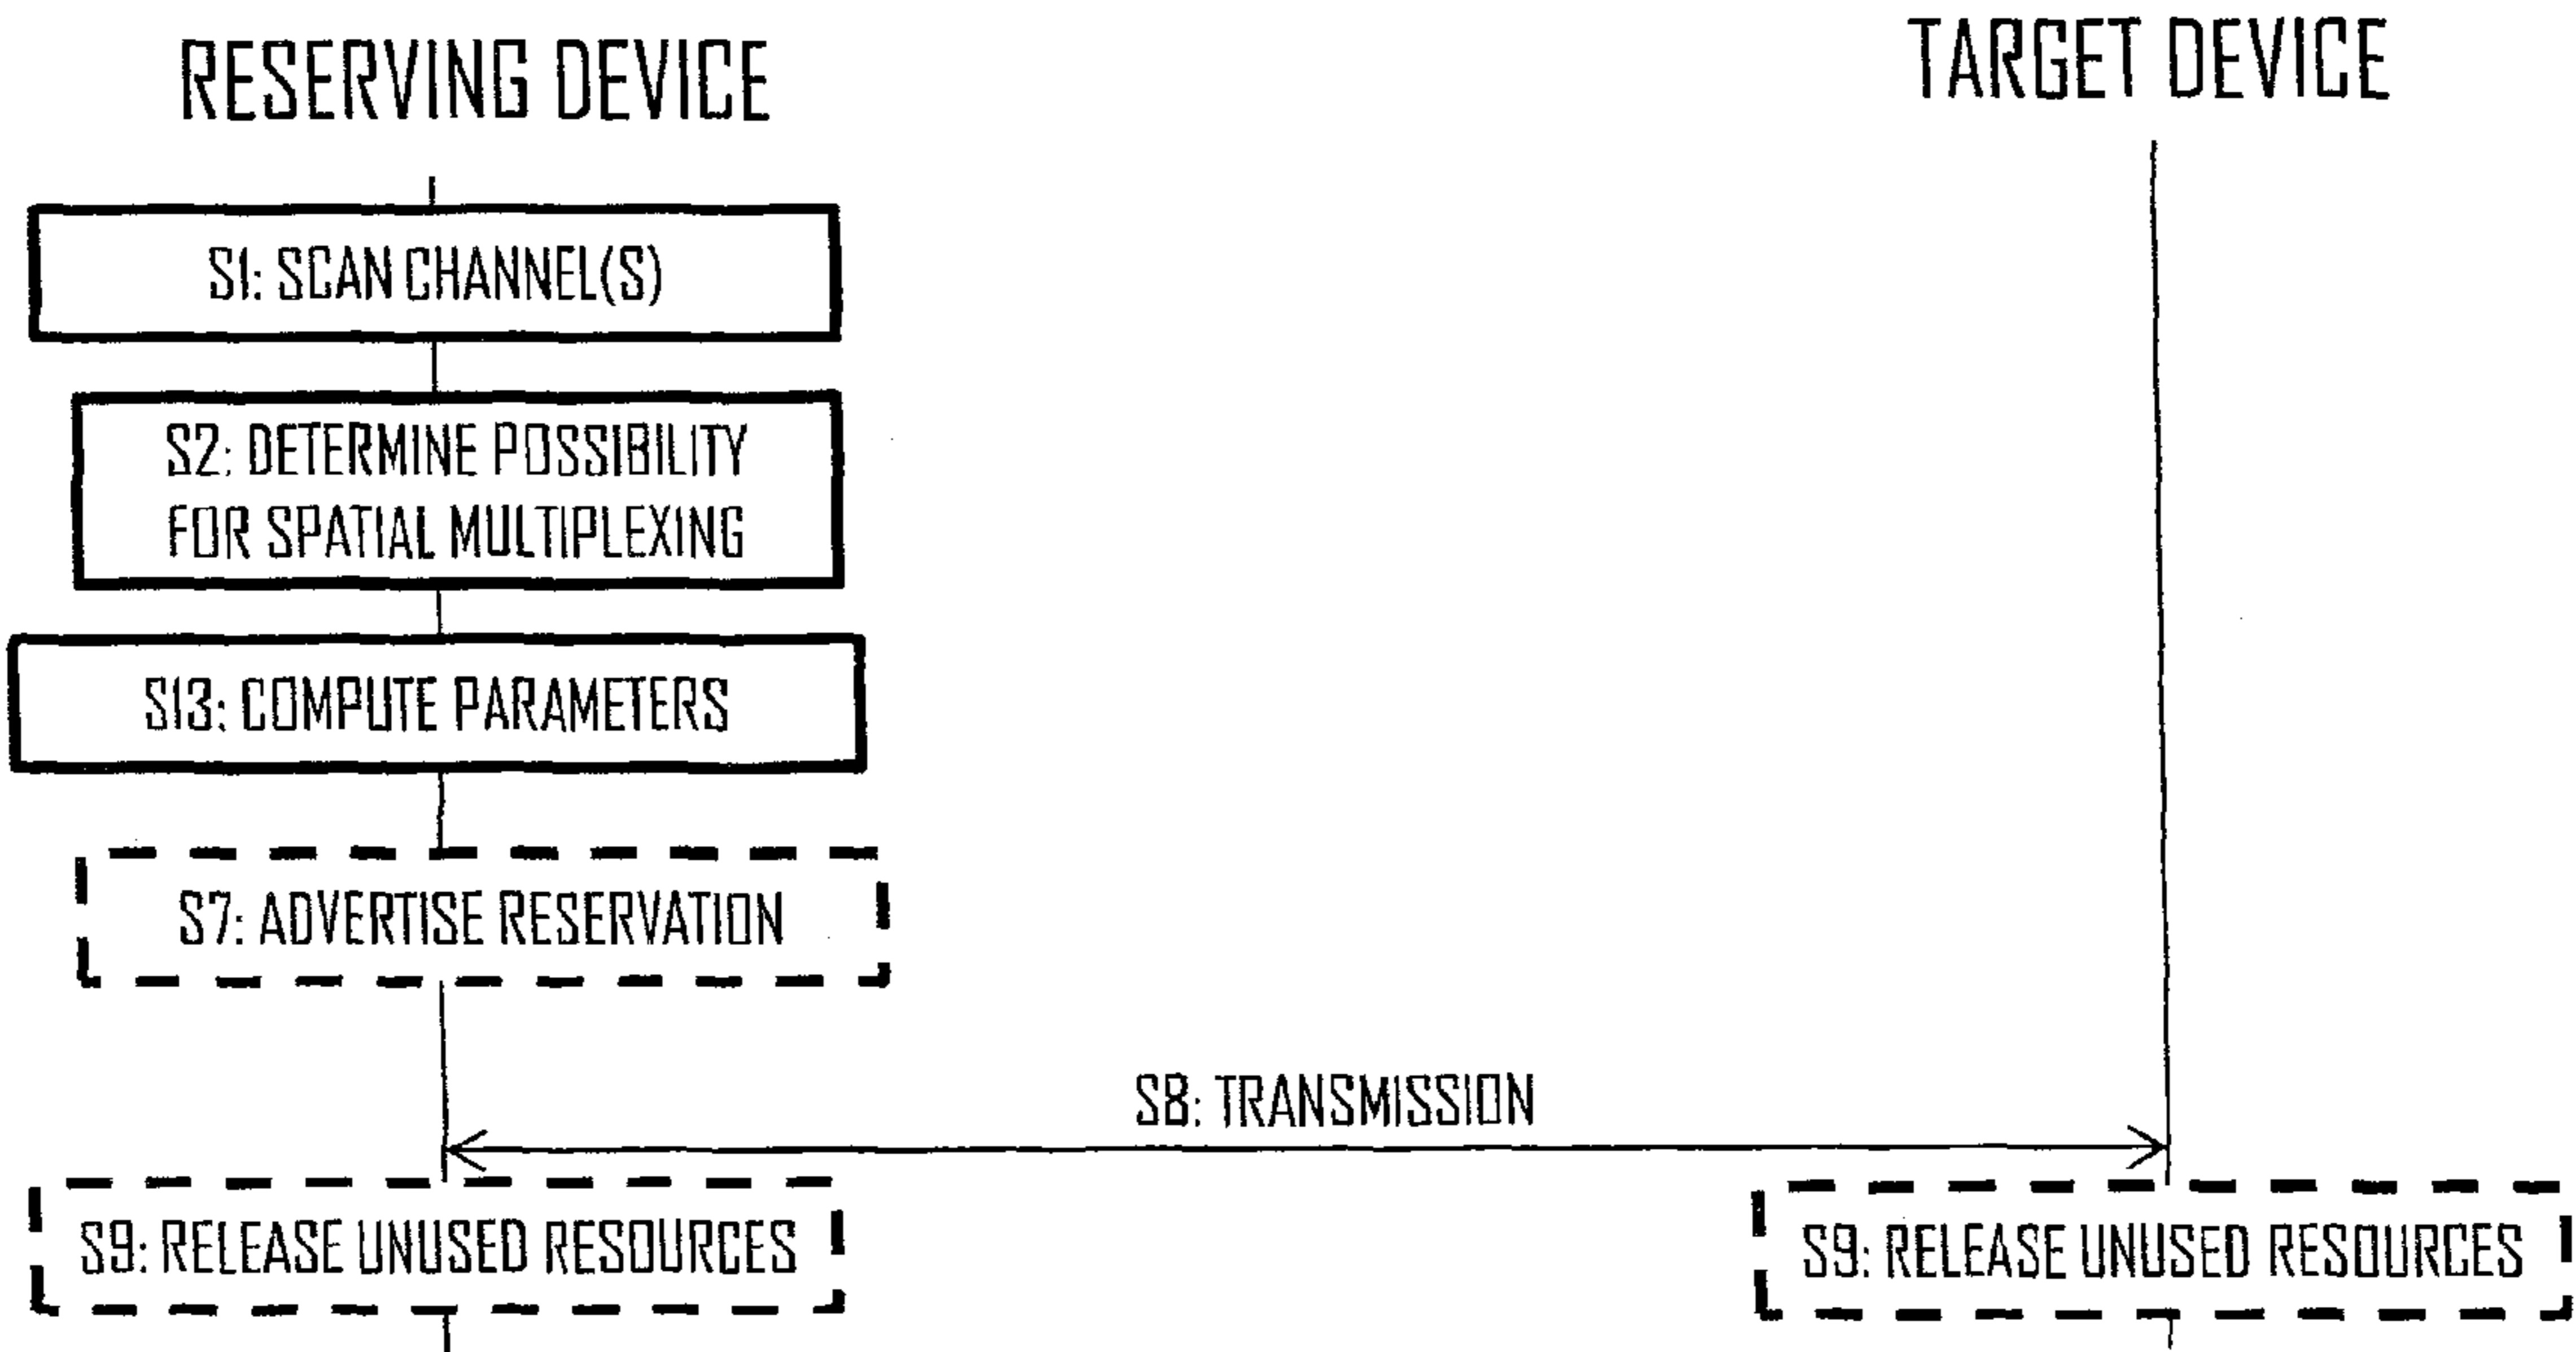 RESERVING DEVICE
TARGET DEVICE
S1: SCAN CHANNEL(S)
S2: DETERMINE POSSIBILITY
FOR SPATIAL MULTIPLEXING
S13: COMPUTE PARAMETERS
S7: ADVERTISE RESERVATION
S8: TRANSMISSION
S9: RELEASE UNUSED RESOURCES
S9: RELEASE UNUSED RESOURCES